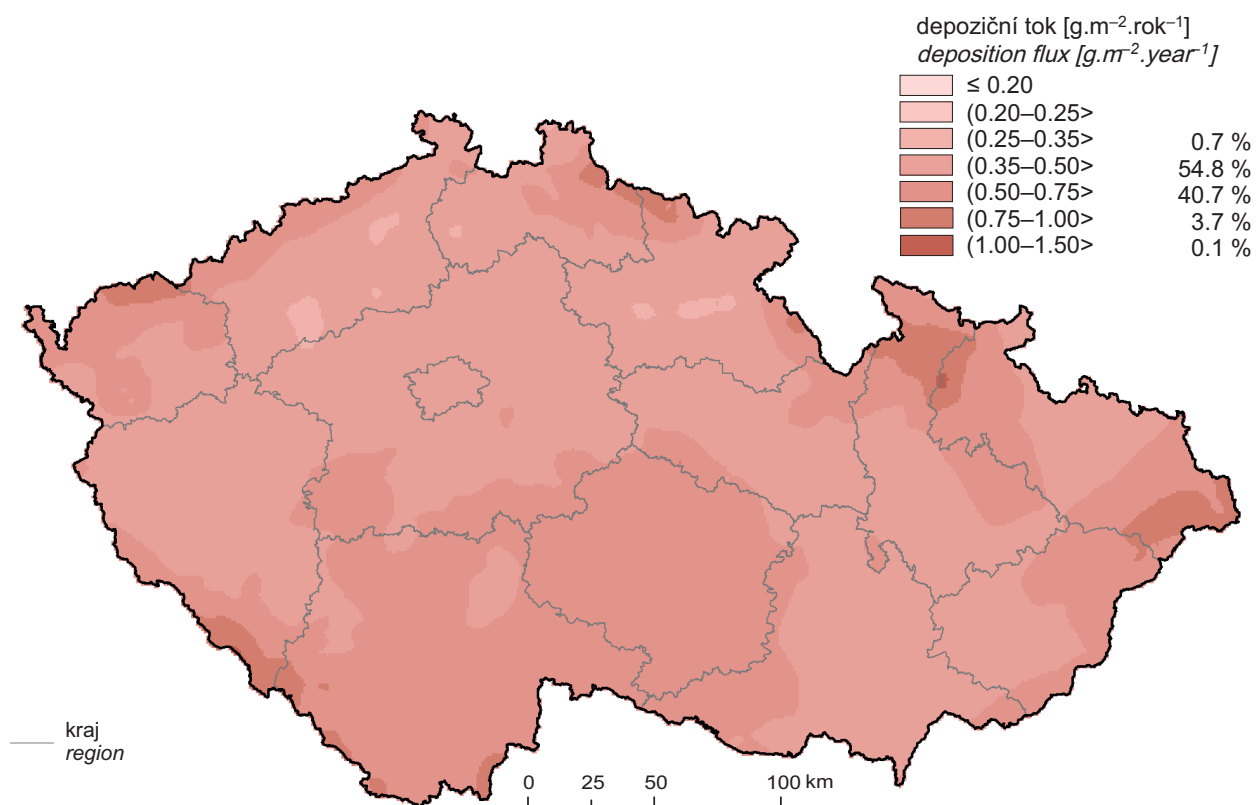 depoziční tok [g.m⁻².rok⁻¹]
deposition flux [g.m⁻².year⁻¹]
≤ 0.20
(0.20–0.25>
(0.25–0.35> 0.7 %
(0.35–0.50> 54.8 %
(0.50–0.75> 40.7 %
(0.75–1.00> 3.7 %
(1.00–1.50> 0.1 %
kraj
region
0 25 50 100 km